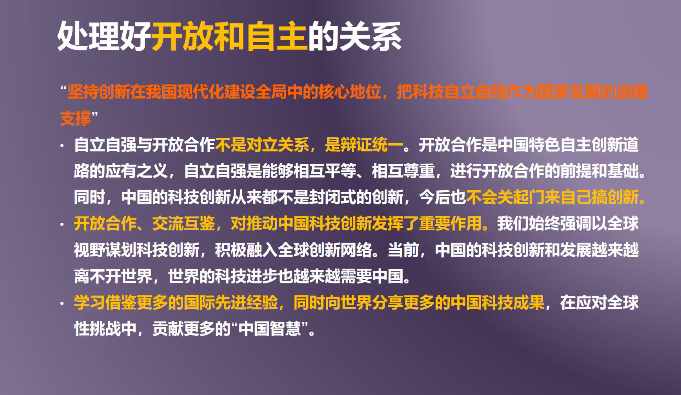 处理好开放和自主的关系
“坚持创新在我国现代化建设全局中的核心地位，把科技自立自强作为国家发展的战略
支撑”
• 自立自强与开放合作不是对立关系，是辩证统一。开放合作是中国特色自主创新道
路的应有之义，自立自强是能够相互平等、相互尊重，进行开放合作的前提和基础。
同时，中国的科技创新从来都不是封闭式的创新，今后也不会关起门来自己搞创新。
• 开放合作、交流互鉴，对推动中国科技创新发挥了重要作用。我们始终强调以全球
视野谋划科技创新，积极融入全球创新网络。当前，中国的科技创新和发展越来越
离不开世界，世界的科技进步也越来越需要中国。
• 学习借鉴更多的国际先进经验，同时向世界分享更多的中国科技成果，在应对全球
性挑战中，贡献更多的“中国智慧”。